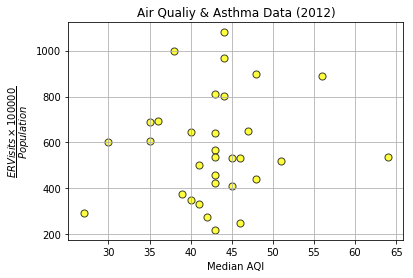 Air Qualiy & Asthma Data (2012)
ERVisits × 100000
Population
1000
800
600
400
200
30 35 40 45 50 55 60 65
Median AQI